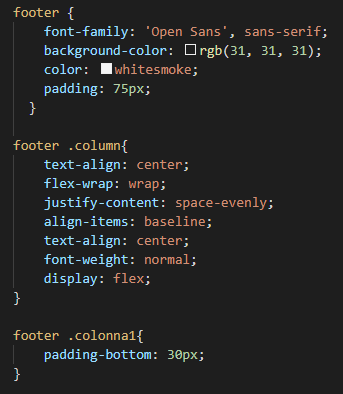 footer {
    font-family: 'Open Sans', sans-serif;
    background-color: rgb(31, 31, 31);
    color: whitesmoke;
    padding: 75px;
  }
footer .column{
    text-align: center;
    flex-wrap: wrap;
    justify-content: space-evenly;
    align-items: baseline;
    text-align: center;
    font-weight: normal;
    display: flex;
}
footer .colonna1{
    padding-bottom: 30px;
}